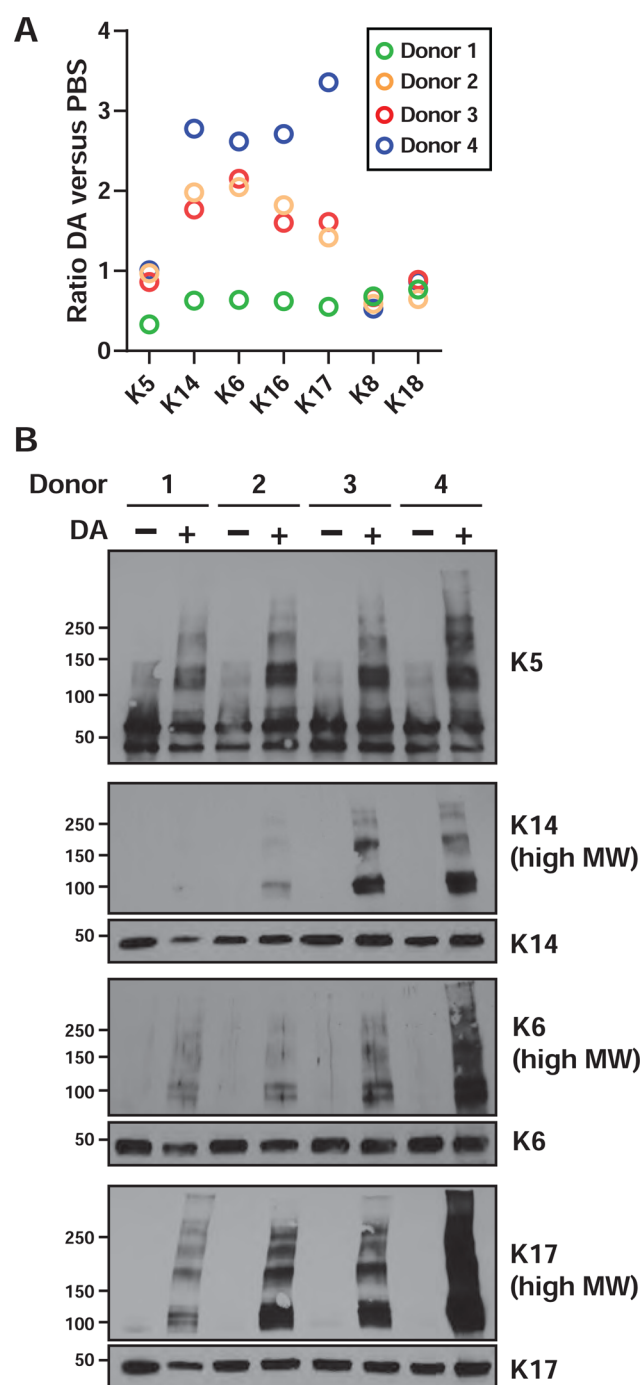 A
Ratio DA versus PBS
4
3
2
1
0
Donor 1
Donor 2
Donor 3
Donor 4
K5 K14 K6 K16 K17 K8 K18
B
Donor 1 2 3 4
DA − + − + − + − +
250
150
100
50
K5
250
150
100
K14
(high MW)
50
K14
250
150
100
K6
(high MW)
50
K6
250
150
100
K17
(high MW)
50
K17